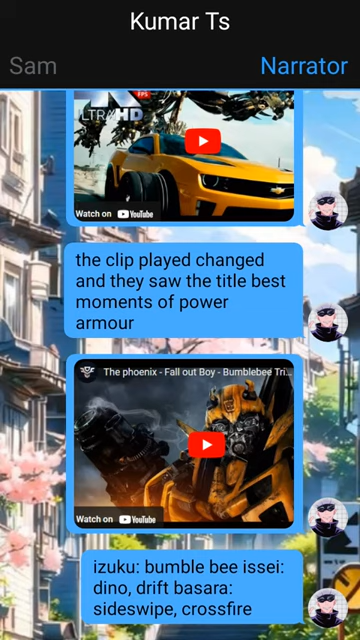 Kumar Ts
Sam
Narrator
FPS
LTRAHD
Watch on YouTube
the clip played changed
and they saw the title best
moments of power
armour
The phoenix - Fall out Boy - Bumblebee Tri...
Watch on YouTube
izuku: bumble bee issei:
dino, drift basara:
sideswipe, crossfire